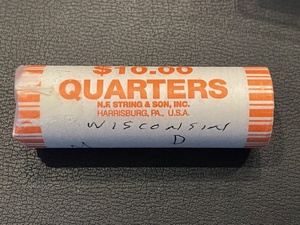 $10.00
QUARTERS
N.F. STRING & SON, INC.
HARRISBURG, PA., U.S.A.
WISCONSIN
D